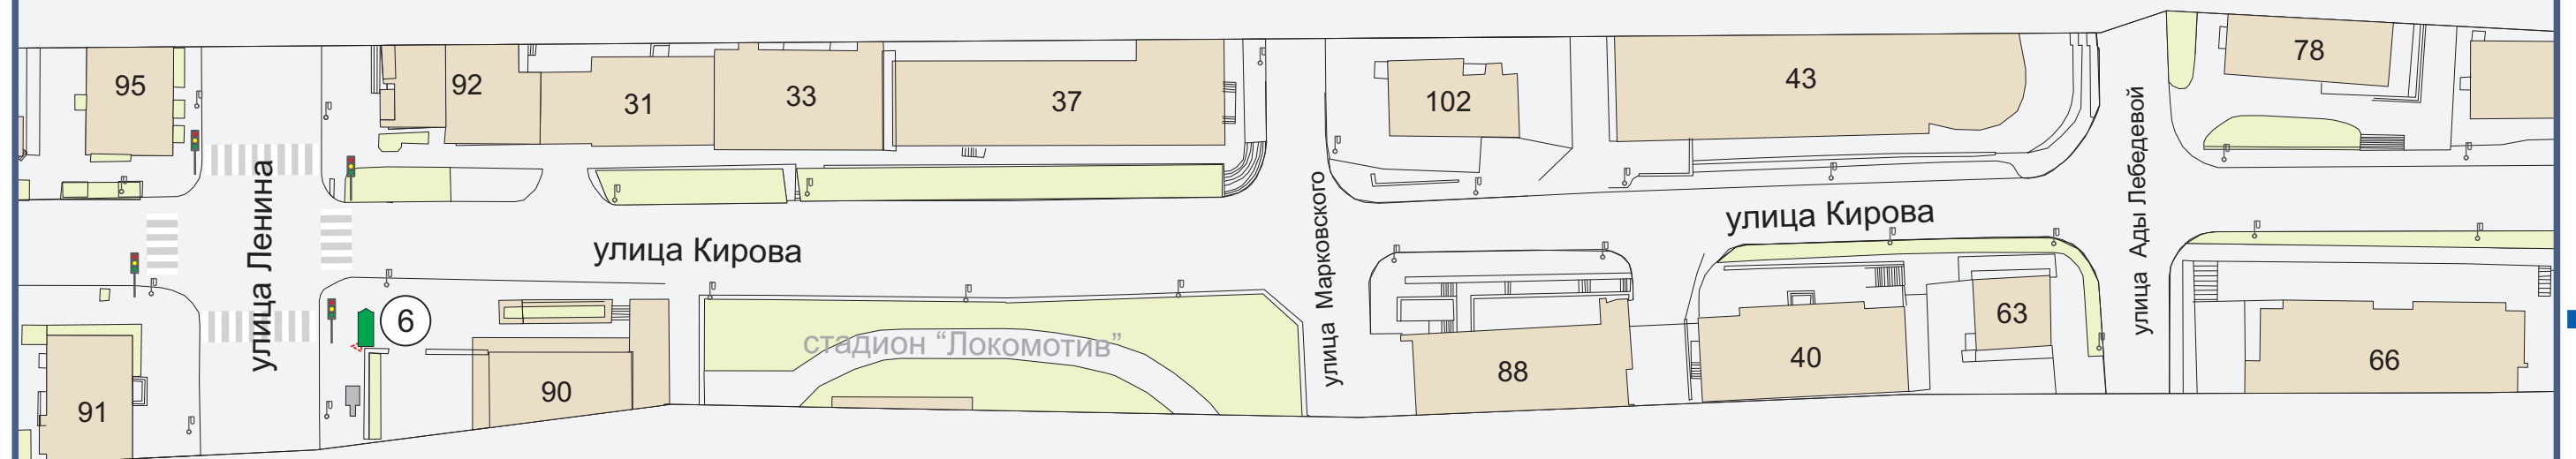 95
92
31
33
37
102
43
78
улица Ленина
улица Кирова
улица Марковского
улица Кирова
улица Ады Лебедевой
6
стадион “Локомотив”
91
90
88
40
63
66